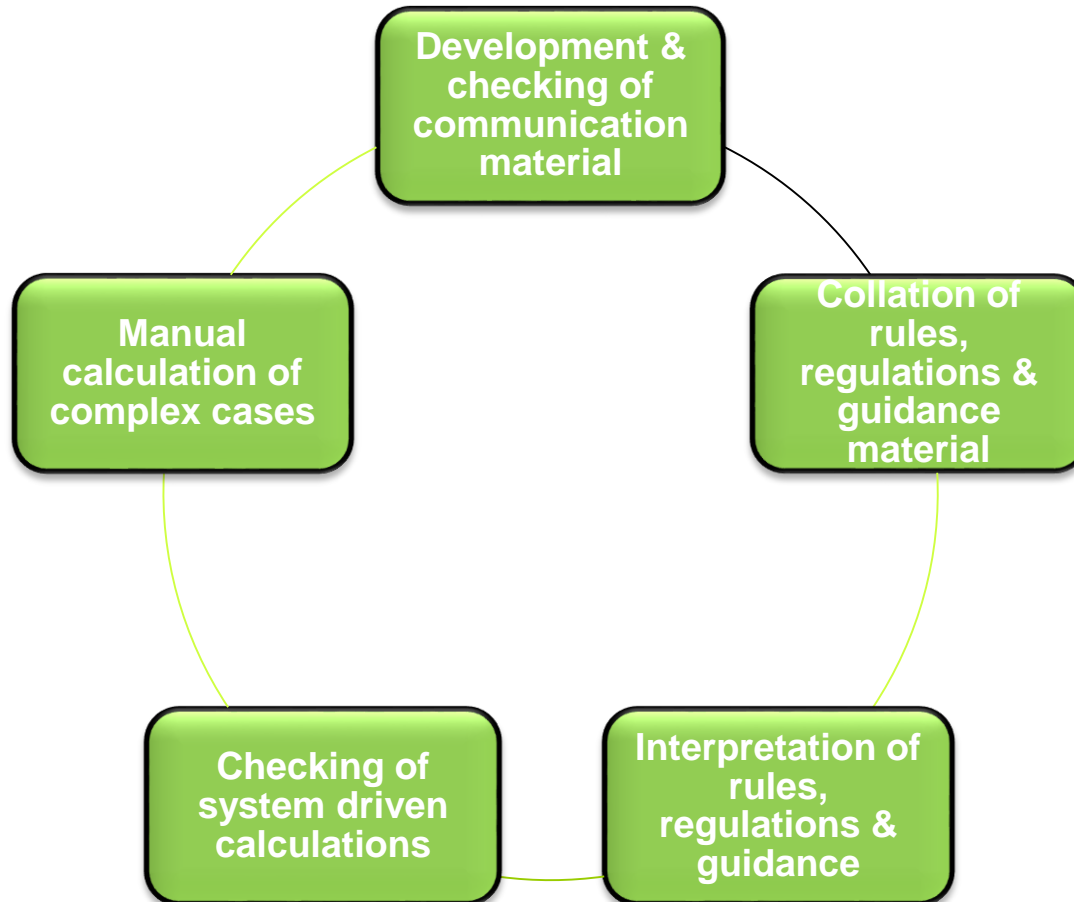 Development &
checking of
communication
material
Collation of
rules,
regulations &
guidance
material
Interpretation of
rules,
regulations &
guidance
Checking of
system driven
calculations
Manual
calculation of
complex cases